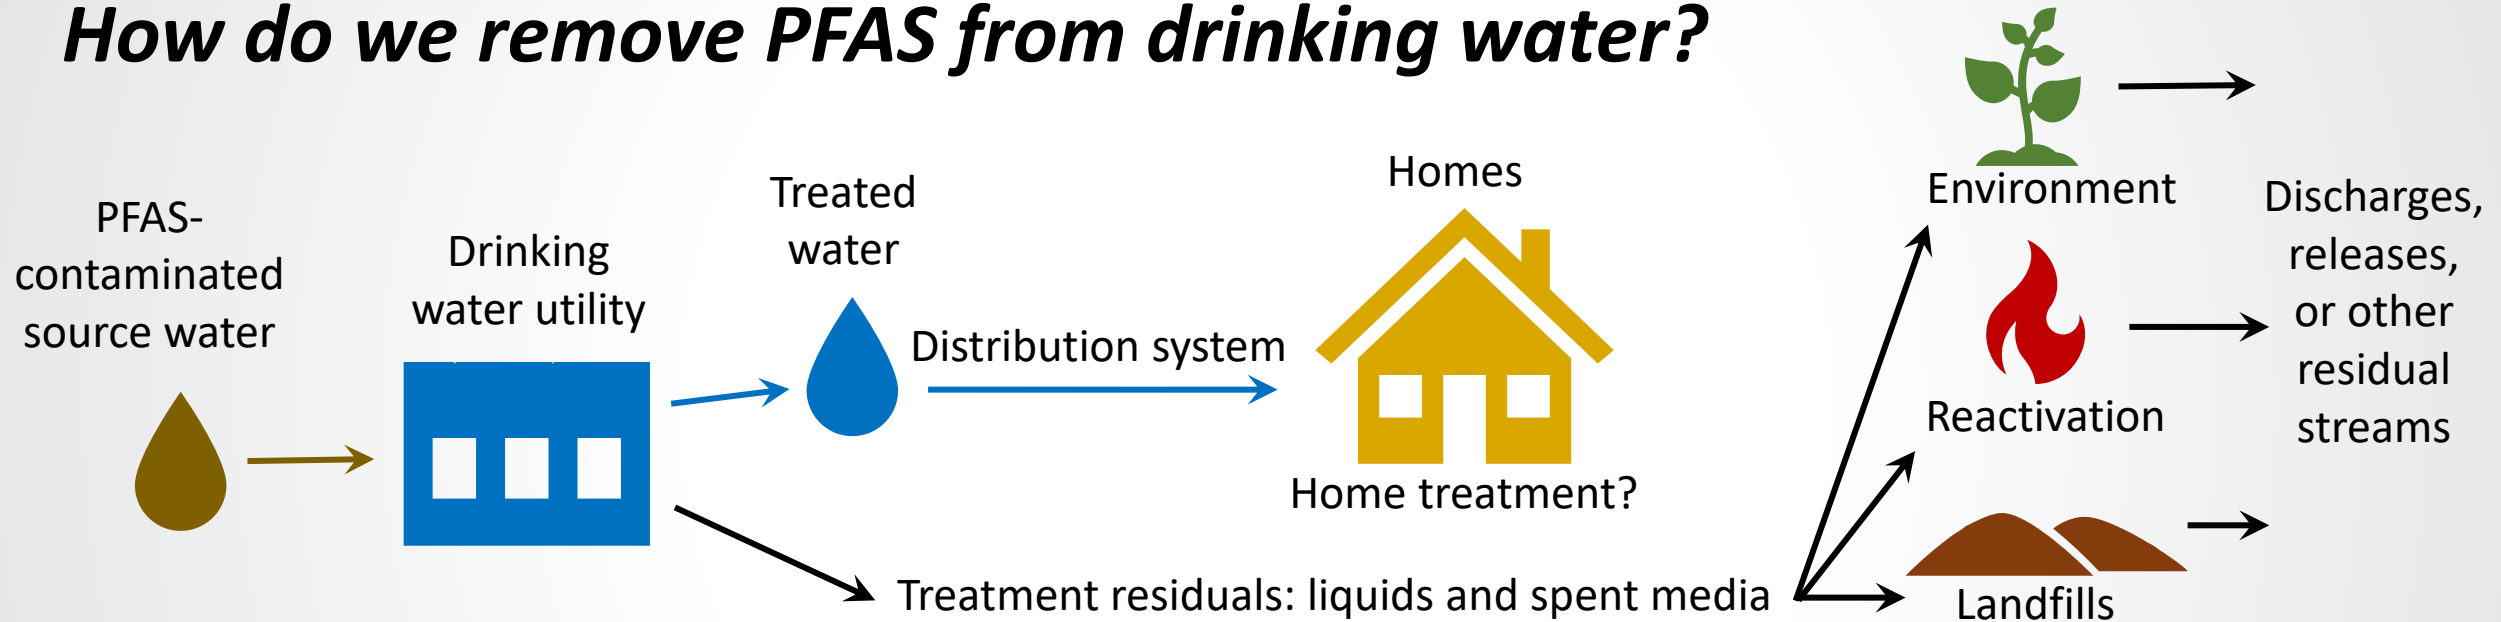 How do we remove PFAS from drinking water?
PFAS-
contaminated
source water
Drinking
water utility
Treated
water
Distribution system
Homes
Home treatment?
Treatment residuals: liquids and spent media
Environment
Reactivation
Landfills
Discharges,
releases,
or other
residual
streams